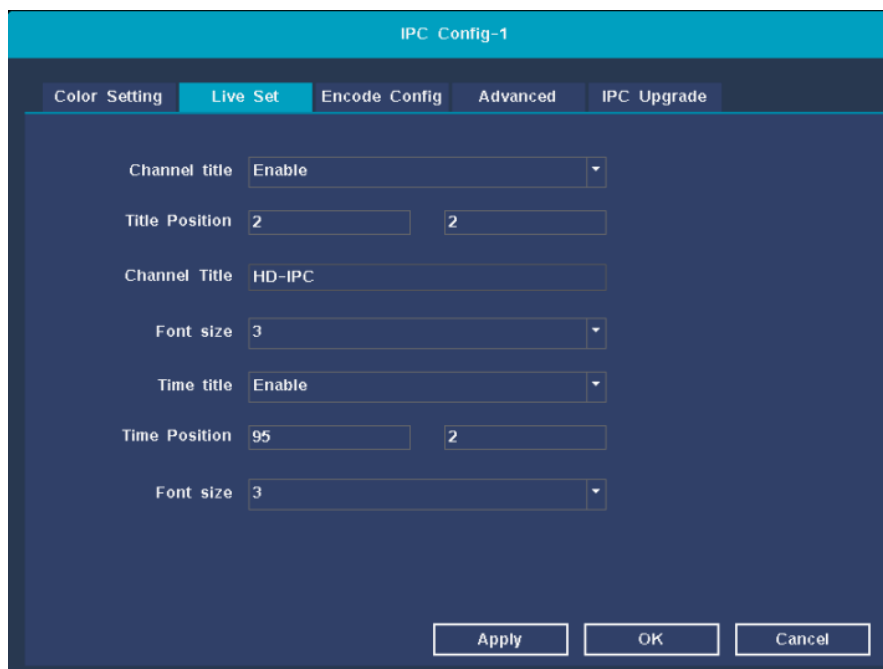 IPC Config-1
Color Setting Live Set Encode Config Advanced IPC Upgrade
Channel title Enable
Title Position 2 2
Channel Title HD-IPC
Font size 3
Time title Enable
Time Position 95 2
Font size 3
Apply OK Cancel